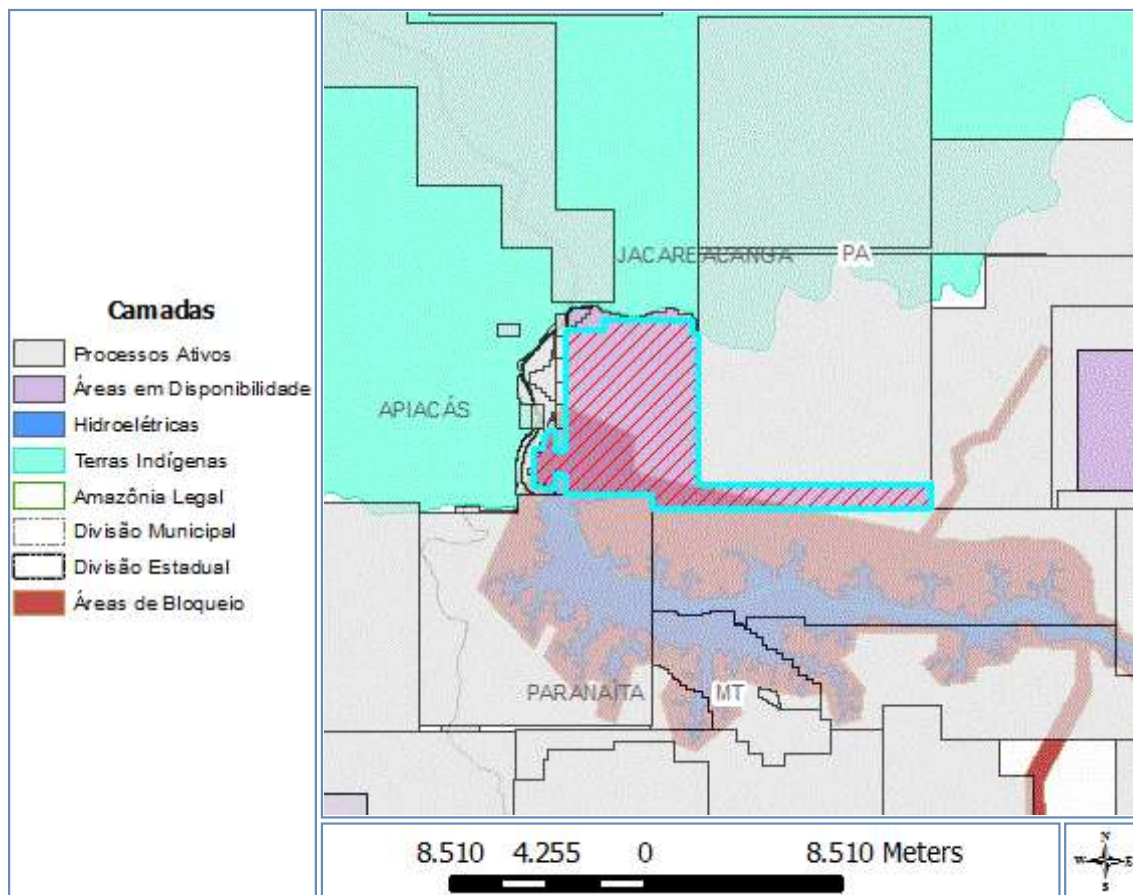 Camadas
Processos Ativos
Áreas em Disponibilidade
Hidroelétricas
Terras Indígenas
Amazônia Legal
Divisão Municipal
Divisão Estadual
Áreas de Bloqueio
JACAREACANGA
PA
APIACÁS
PARANAÍTA
MT
8.510 4.255 0 8.510 Meters
N
W E
S